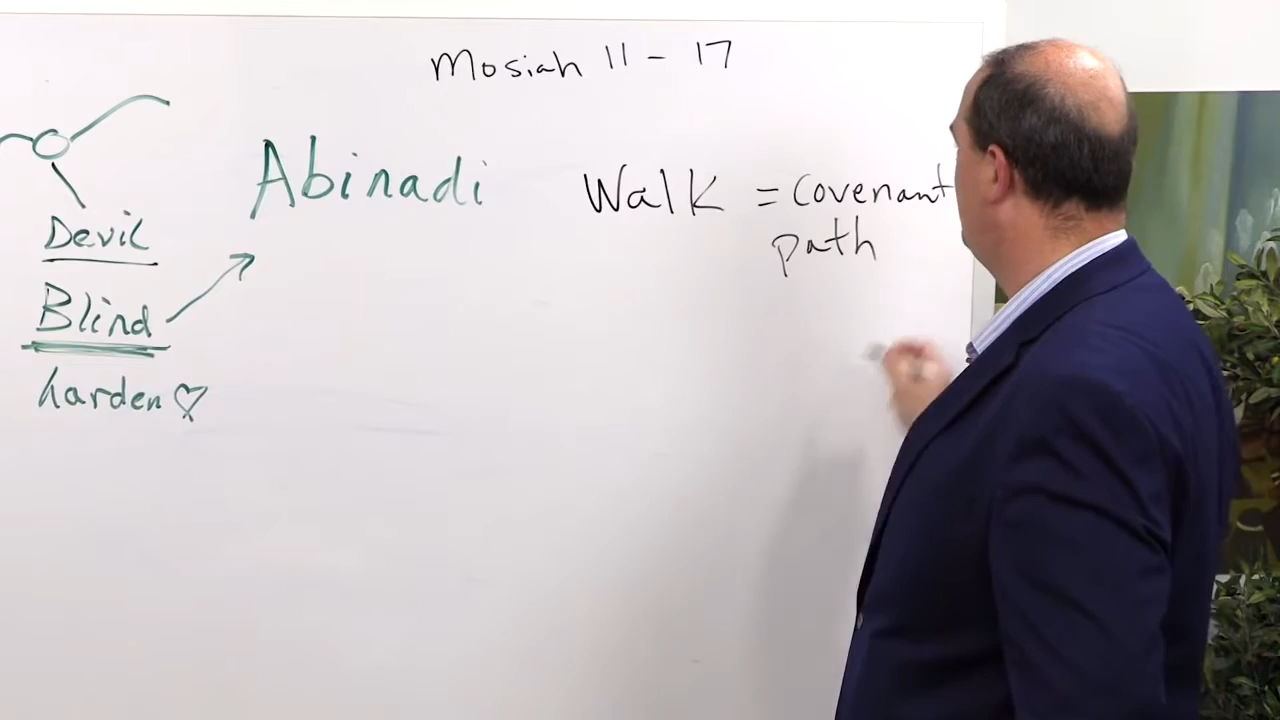 Mosiah 11 - 17
Abinadi
Walk = covenant
path
Devil
Blind
harden ♡